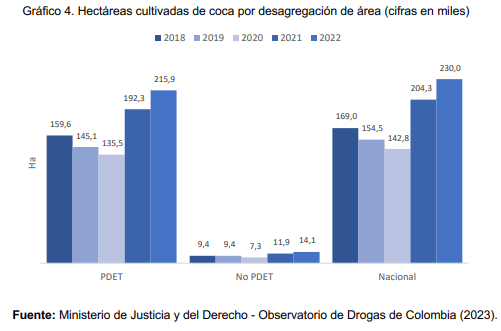 Gráfico 4. Hectáreas cultivadas de coca por desagregación de área (cifras en miles)
2018 2019 2020 2021 2022
159,6 145,1 135,5 192,3 215,9
9,4 9,4 7,3 11,9 14,1
169,0 154,5 142,8 204,3 230,0
Ha
PDET No PDET Nacional
Fuente: Ministerio de Justicia y del Derecho - Observatorio de Drogas de Colombia (2023).